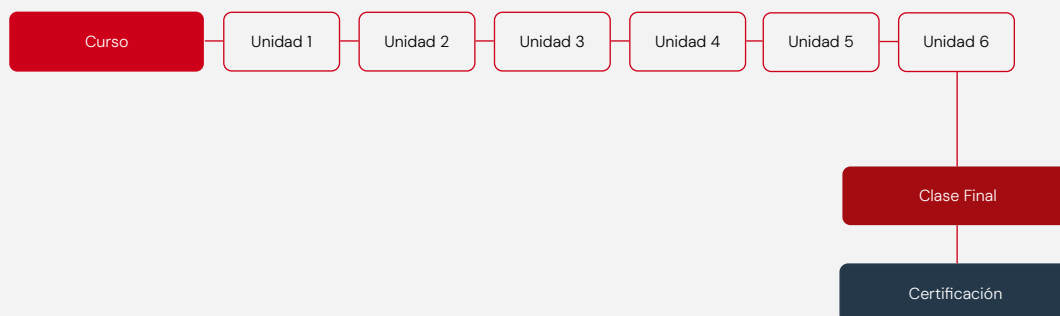 Curso
Unidad 1
Unidad 2
Unidad 3
Unidad 4
Unidad 5
Unidad 6
Clase Final
Certificación